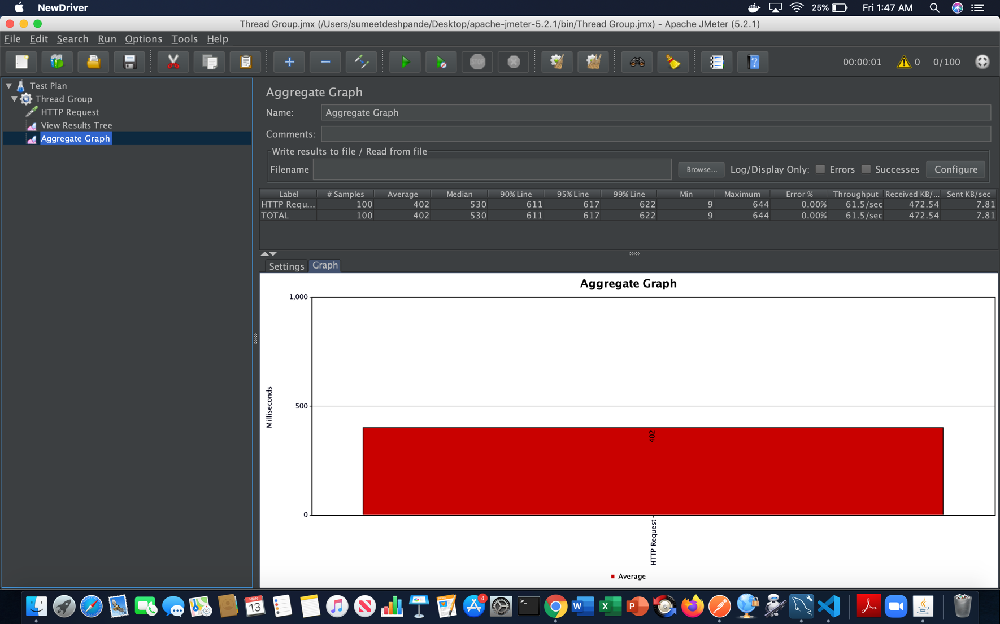 NewDriver
25%
Fri 1:47 AM
Thread Group.jmx (/Users/sumeetdeshpande/Desktop/apache-jmeter-5.2.1/bin/Thread Group.jmx) - Apache JMeter (5.2.1)
File Edit Search Run Options Tools Help
STOP
00:00:01
0
0/100
Test Plan
Thread Group
HTTP Request
View Results Tree
Aggregate Graph
Aggregate Graph
Name: Aggregate Graph
Comments:
Write results to file / Read from file
Filename Browse... Log/Display Only: Errors Successes Configure
Label # Samples Average Median 90% Line 95% Line 99% Line Min Maximum Error % Throughput Received KB/... Sent KB/sec
HTTP Requ... 100 402 530 611 617 622 9 644 0.00% 61.5/sec 472.54 7.81
TOTAL 100 402 530 611 617 622 9 644 0.00% 61.5/sec 472.54 7.81
Settings Graph
Aggregate Graph
1,000
500
0
Milliseconds
402
HTTP Request
Average
MAR
13
4
W
X
P